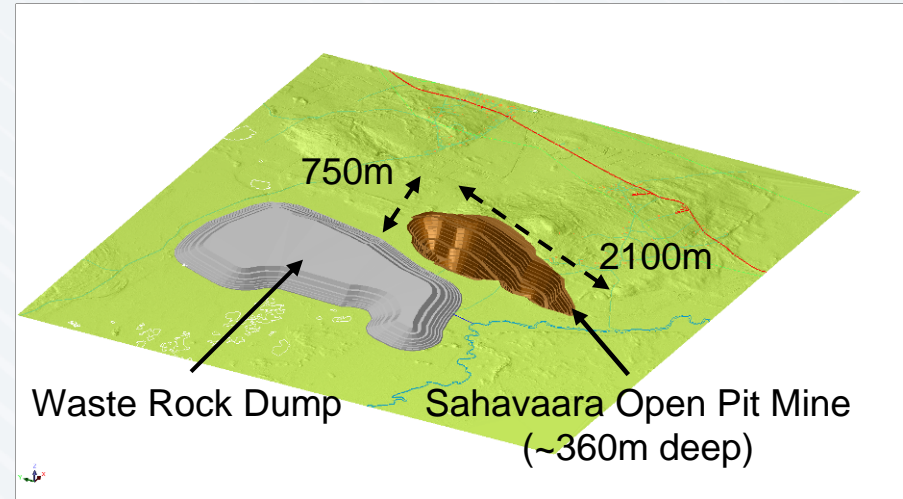 750m
2100m
Waste Rock Dump
Sahavaara Open Pit Mine
(~360m deep)